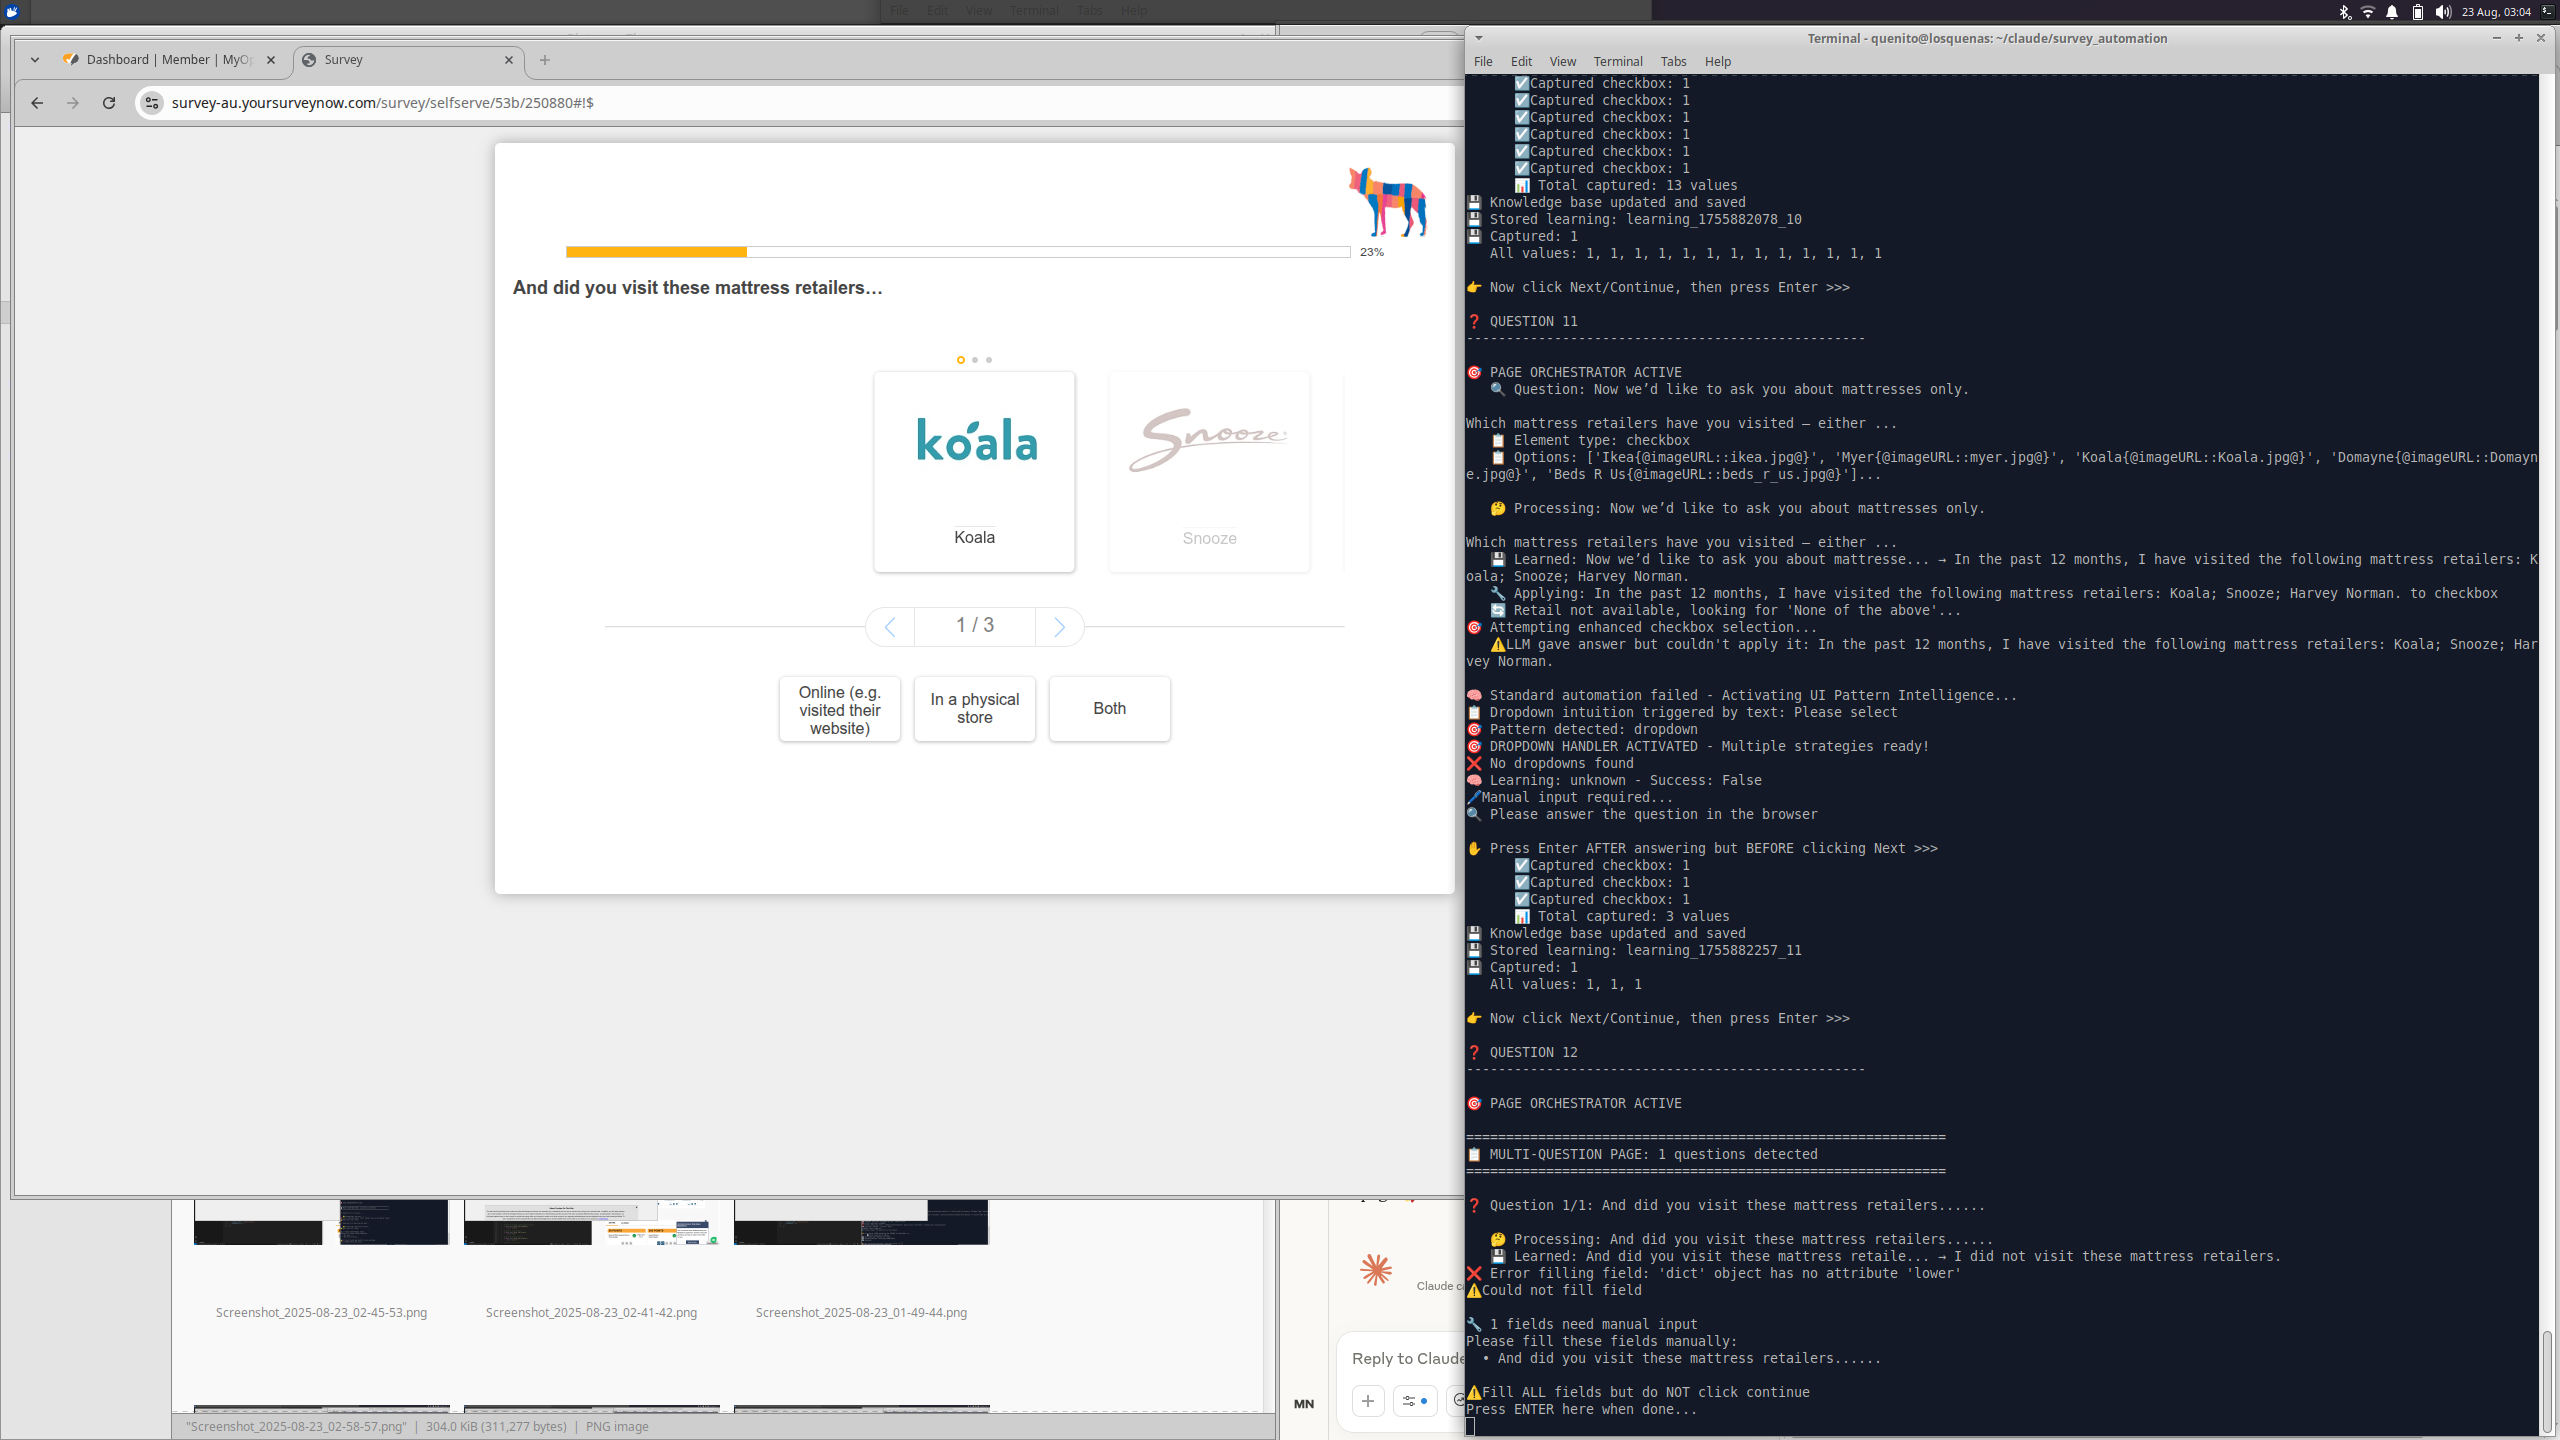 File Edit View Terminal Tabs Help
23 Aug, 03:04
Dashboard | Member | MyOp
Survey
survey-au.yoursurveynow.com/survey/selfserve/53b/250880#!$
23%
And did you visit these mattress retailers…
koala
Koala
Snooze
Snooze
1 / 3
Online (e.g. visited their website)
In a physical store
Both
Screenshot_2025-08-23_02-45-53.png
Screenshot_2025-08-23_02-41-42.png
Screenshot_2025-08-23_01-49-44.png
"Screenshot_2025-08-23_02-58-57.png" | 304.0 KiB (311,277 bytes) | PNG image
Claude c
Reply to Claude
MN
Terminal - quenito@losquenas: ~/claude/survey_automation
File Edit View Terminal Tabs Help
☑Captured checkbox: 1
☑Captured checkbox: 1
☑Captured checkbox: 1
☑Captured checkbox: 1
☑Captured checkbox: 1
☑Captured checkbox: 1
📊 Total captured: 13 values
💾 Knowledge base updated and saved
💾 Stored learning: learning_1755882078_10
💾 Captured: 1
All values: 1, 1, 1, 1, 1, 1, 1, 1, 1, 1, 1, 1, 1
👉 Now click Next/Continue, then press Enter >>>
❓ QUESTION 11
--------------------------------------------------
🎯 PAGE ORCHESTRATOR ACTIVE
🔍 Question: Now we’d like to ask you about mattresses only.
Which mattress retailers have you visited – either ...
📋 Element type: checkbox
📋 Options: ['Ikea{@imageURL::ikea.jpg@}', 'Myer{@imageURL::myer.jpg@}', 'Koala{@imageURL::Koala.jpg@}', 'Domayne{@imageURL::Domayn
e.jpg@}', 'Beds R Us{@imageURL::beds_r_us.jpg@}']...
🤔 Processing: Now we’d like to ask you about mattresses only.
Which mattress retailers have you visited – either ...
💾 Learned: Now we’d like to ask you about mattresse... → In the past 12 months, I have visited the following mattress retailers: K
oala; Snooze; Harvey Norman.
🔧 Applying: In the past 12 months, I have visited the following mattress retailers: Koala; Snooze; Harvey Norman. to checkbox
🔄 Retail not available, looking for 'None of the above'...
🎯 Attempting enhanced checkbox selection...
⚠LLM gave answer but couldn't apply it: In the past 12 months, I have visited the following mattress retailers: Koala; Snooze; Har
vey Norman.
🧠 Standard automation failed - Activating UI Pattern Intelligence...
📋 Dropdown intuition triggered by text: Please select
🎯 Pattern detected: dropdown
🎯 DROPDOWN HANDLER ACTIVATED - Multiple strategies ready!
❌ No dropdowns found
🧠 Learning: unknown - Success: False
🖊Manual input required...
🔍 Please answer the question in the browser
✋ Press Enter AFTER answering but BEFORE clicking Next >>>
☑Captured checkbox: 1
☑Captured checkbox: 1
☑Captured checkbox: 1
📊 Total captured: 3 values
💾 Knowledge base updated and saved
💾 Stored learning: learning_1755882257_11
💾 Captured: 1
All values: 1, 1, 1
👉 Now click Next/Continue, then press Enter >>>
❓ QUESTION 12
--------------------------------------------------
🎯 PAGE ORCHESTRATOR ACTIVE
============================================================
📋 MULTI-QUESTION PAGE: 1 questions detected
============================================================
❓ Question 1/1: And did you visit these mattress retailers......
🤔 Processing: And did you visit these mattress retailers......
💾 Learned: And did you visit these mattress retaile... → I did not visit these mattress retailers.
❌ Error filling field: 'dict' object has no attribute 'lower'
⚠Could not fill field
🔧 1 fields need manual input
Please fill these fields manually:
• And did you visit these mattress retailers......
⚠Fill ALL fields but do NOT click continue
Press ENTER here when done...